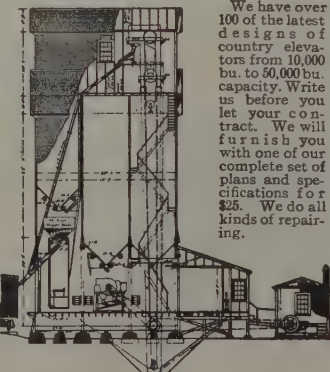 We have over
100 of the latest
designs of
country eleva-
tors from 10,000
bu. to 50,000 bu.
capacity. Write
us before you
let your con-
tract. We will
furnish you
with one of our
complete set of
plans and spe-
cifications for
$25. We do all
kinds of repair-
ing.